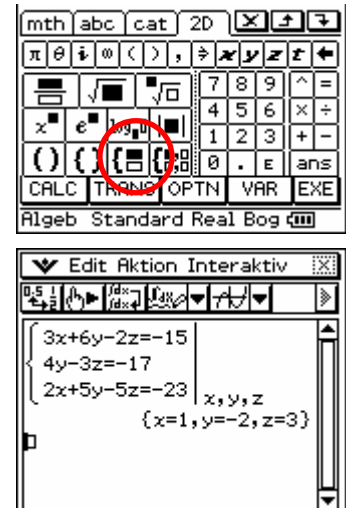 mth abc cat 2D
π θ i ∞ ( ) , ⇒ x y z t ←
7 8 9 ^ =
4 5 6 × ÷
1 2 3 + -
0 . E ans
CALC TRANS OPTN VAR EXE
Algeb Standard Real Bog
Edit Aktion Interaktiv
3x+6y-2z=-15
4y-3z=-17
2x+5y-5z=-23
x,y,z
{x=1,y=-2,z=3}